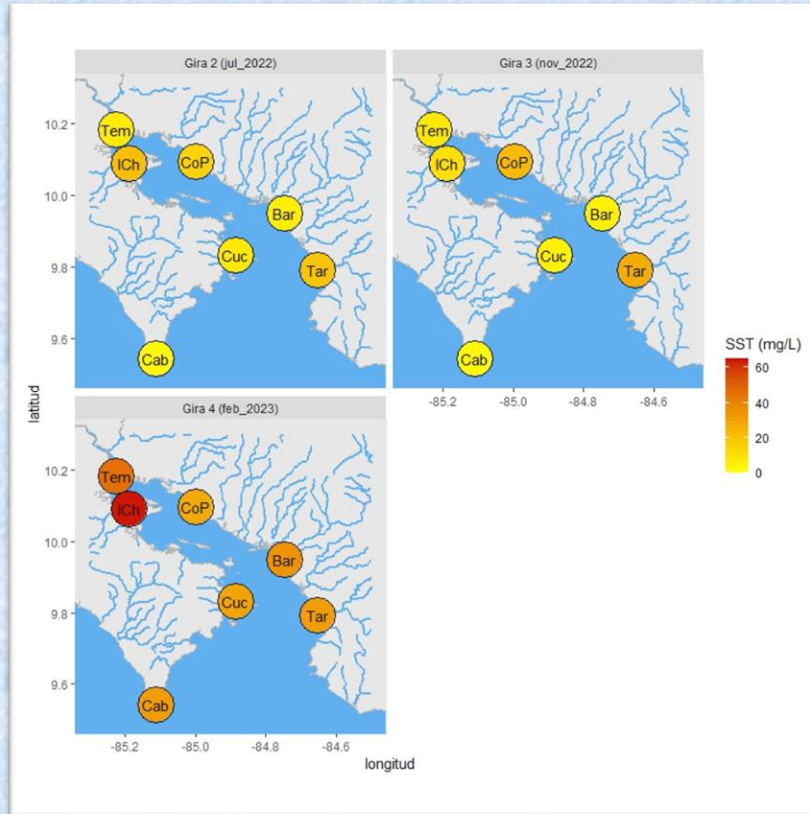 Gira 2 (jul_2022)
Gira 3 (nov_2022)
Tem
ICh
CoP
Bar
Cuc
Tar
Cab
Tem
ICh
CoP
Bar
Cuc
Tar
Cab
10.2
10.0
9.8
9.6
-85.2 -85.0 -84.8 -84.6
SST (mg/L)
60
40
20
0
latitud
Gira 4 (feb_2023)
Tem
ICh
CoP
Bar
Cuc
Tar
Cab
10.2
10.0
9.8
9.6
-85.2 -85.0 -84.8 -84.6
longitud